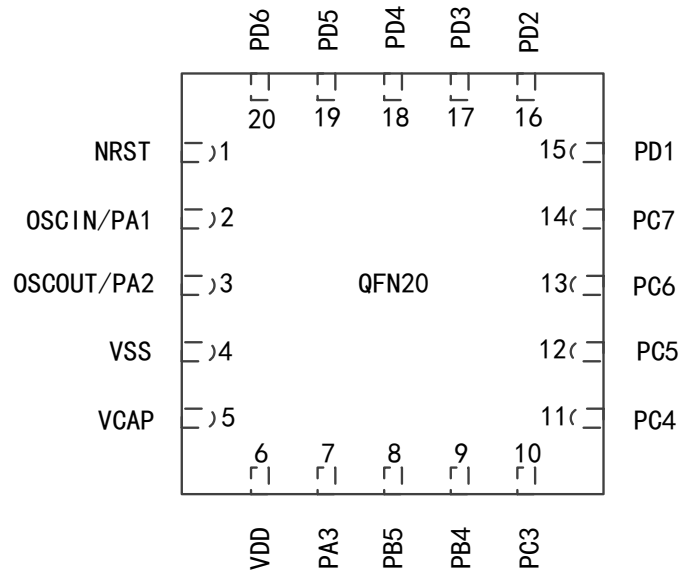 PD6 PD5 PD4 PD3 PD2
20 19 18 17 16
NRST 1 15 PD1
OSCIN/PA1 2 14 PC7
OSCOUT/PA2 3 QFN20 13 PC6
VSS 4 12 PC5
VCAP 5 11 PC4
6 7 8 9 10
VDD PA3 PB5 PB4 PC3